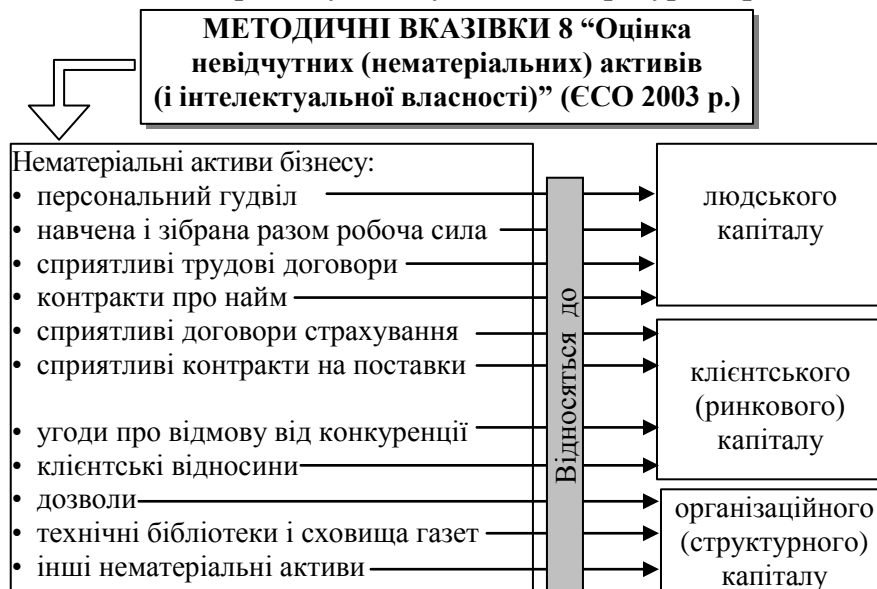 МЕТОДИЧНІ ВКАЗІВКИ 8 “Оцінка
невідчутних (нематеріальних) активів
(і інтелектуальної власності)” (ЄСО 2003 р.)
Нематеріальні активи бізнесу:
• персональний гудвіл
• навчена і зібрана разом робоча сила
• сприятливі трудові договори
• контракти про найм
• сприятливі договори страхування
• сприятливі контракти на поставки
• угоди про відмову від конкуренції
• клієнтські відносини
• дозволи
• технічні бібліотеки і сховища газет
• інші нематеріальні активи
Відносяться до
людського
капіталу
клієнтського
(ринкового)
капіталу
організаційного
(структурного)
капіталу